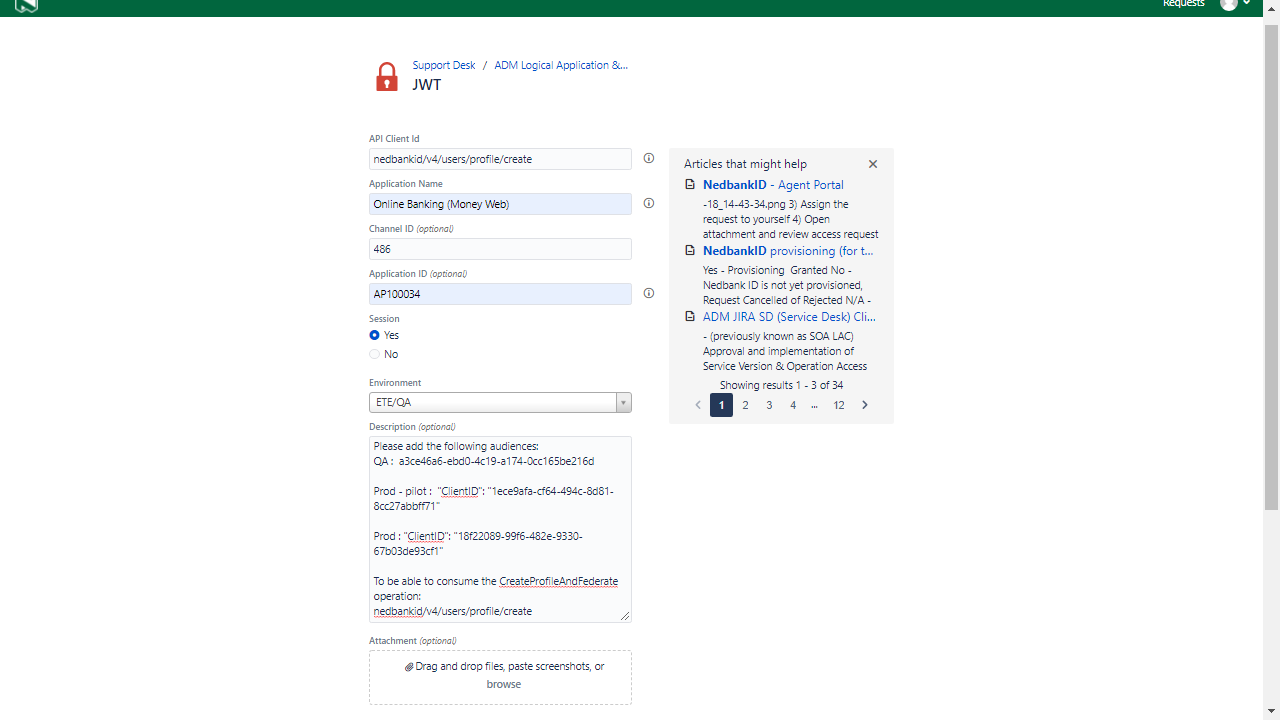 Requests
Support Desk / ADM Logical Application &...
JWT
API Client Id
nedbankid/v4/users/profile/create
Application Name
Online Banking (Money Web)
Channel ID (optional)
486
Application ID (optional)
AP100034
Session
Yes
No
Environment
ETE/QA
Description (optional)
Please add the following audiences:
QA :  a3ce46a6-ebd0-4c19-a174-0cc165be216d
Prod - pilot :  "ClientID": "1ece9afa-cf64-494c-8d81-
8cc27abbff71"
Prod : "ClientID": "18f22089-99f6-482e-9330-
67b03de93cf1"
To be able to consume the CreateProfileAndFederate
operation:
nedbankid/v4/users/profile/create
Attachment (optional)
Drag and drop files, paste screenshots, or
browse
Articles that might help
NedbankID - Agent Portal
-18_14-43-34.png 3) Assign the
request to yourself 4) Open
attachment and review access request
NedbankID provisioning (for t...
Yes - Provisioning  Granted No -
Nedbank ID is not yet provisioned,
Request Cancelled of Rejected N/A -
ADM JIRA SD (Service Desk) Cli...
- (previously known as SOA LAC)
Approval and implementation of
Service Version & Operation Access
Showing results 1 - 3 of 34
1 2 3 4 ... 12